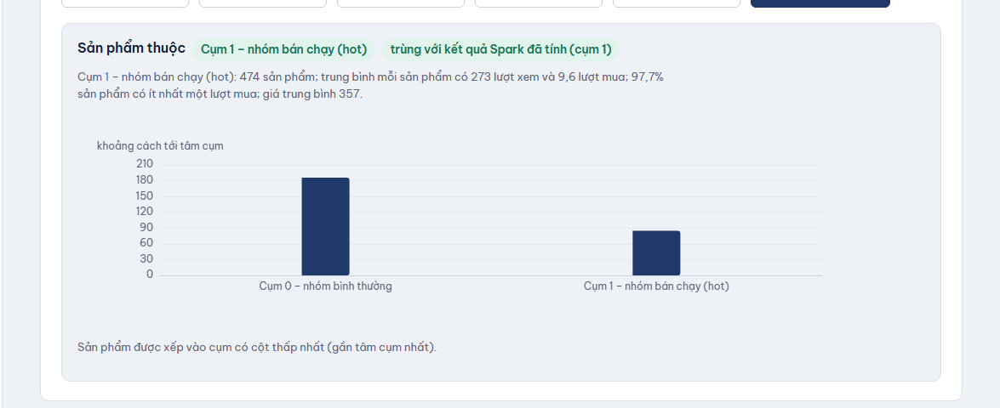 Sản phẩm thuộc Cụm 1 – nhóm bán chạy (hot) trùng với kết quả Spark đã tính (cụm 1)
Cụm 1 – nhóm bán chạy (hot): 474 sản phẩm; trung bình mỗi sản phẩm có 273 lượt xem và 9,6 lượt mua; 97,7%
sản phẩm có ít nhất một lượt mua; giá trung bình 357.
khoảng cách tới tâm cụm
210
180
150
120
90
60
30
0
Cụm 0 – nhóm bình thường Cụm 1 – nhóm bán chạy (hot)
Sản phẩm được xếp vào cụm có cột thấp nhất (gần tâm cụm nhất).